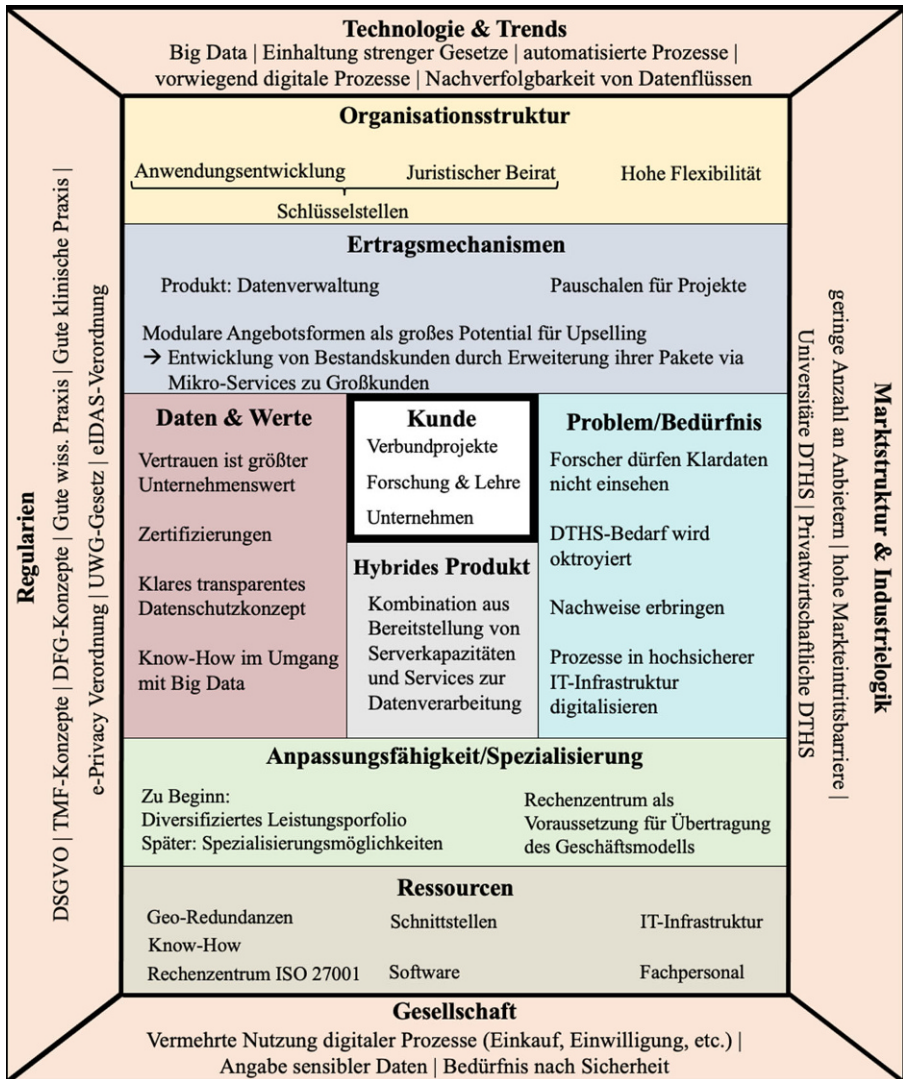 Technologie & Trends
Big Data | Einhaltung strenger Gesetze | automatisierte Prozesse |
vorwiegend digitale Prozesse | Nachverfolgbarkeit von Datenflüssen
Regularien
DSGVO | TMF-Konzepte | DFG-Konzepte | Gute wiss. Praxis | Gute klinische Praxis |
e-Privacy Verordnung | UWG-Gesetz | eIDAS-Verordnung
Organisationsstruktur
Anwendungsentwicklung
Juristischer Beirat
Hohe Flexibilität
Schlüsselstellen
Ertragsmechanismen
Produkt: Datenverwaltung
Pauschalen für Projekte
Modulare Angebotsformen als großes Potential für Upselling
→ Entwicklung von Bestandskunden durch Erweiterung ihrer Pakete via
Mikro-Services zu Großkunden
Daten & Werte
Vertrauen ist größter
Unternehmenswert
Zertifizierungen
Klares transparentes
Datenschutzkonzept
Know-How im Umgang
mit Big Data
Kunde
Verbundprojekte
Forschung & Lehre
Unternehmen
Hybrides Produkt
Kombination aus
Bereitstellung von
Serverkapazitäten
und Services zur
Datenverarbeitung
Problem/Bedürfnis
Forscher dürfen Klardaten
nicht einsehen
DTHS-Bedarf wird
oktroyiert
Nachweise erbringen
Prozesse in hochsicherer
IT-Infrastruktur
digitalisieren
Anpassungsfähigkeit/Spezialisierung
Zu Beginn:
Diversifiziertes Leistungsporfolio
Später: Spezialisierungsmöglichkeiten
Rechenzentrum als
Voraussetzung für Übertragung
des Geschäftsmodells
Ressourcen
Geo-Redundanzen
Schnittstellen
IT-Infrastruktur
Know-How
Rechenzentrum ISO 27001
Software
Fachpersonal
Marktstruktur & Industrielogik
geringe Anzahl an Anbietern | hohe Markteintrittsbarriere |
Universitäre DTHS | Privatwirtschaftliche DTHS
Gesellschaft
Vermehrte Nutzung digitaler Prozesse (Einkauf, Einwilligung, etc.) |
Angabe sensibler Daten | Bedürfnis nach Sicherheit